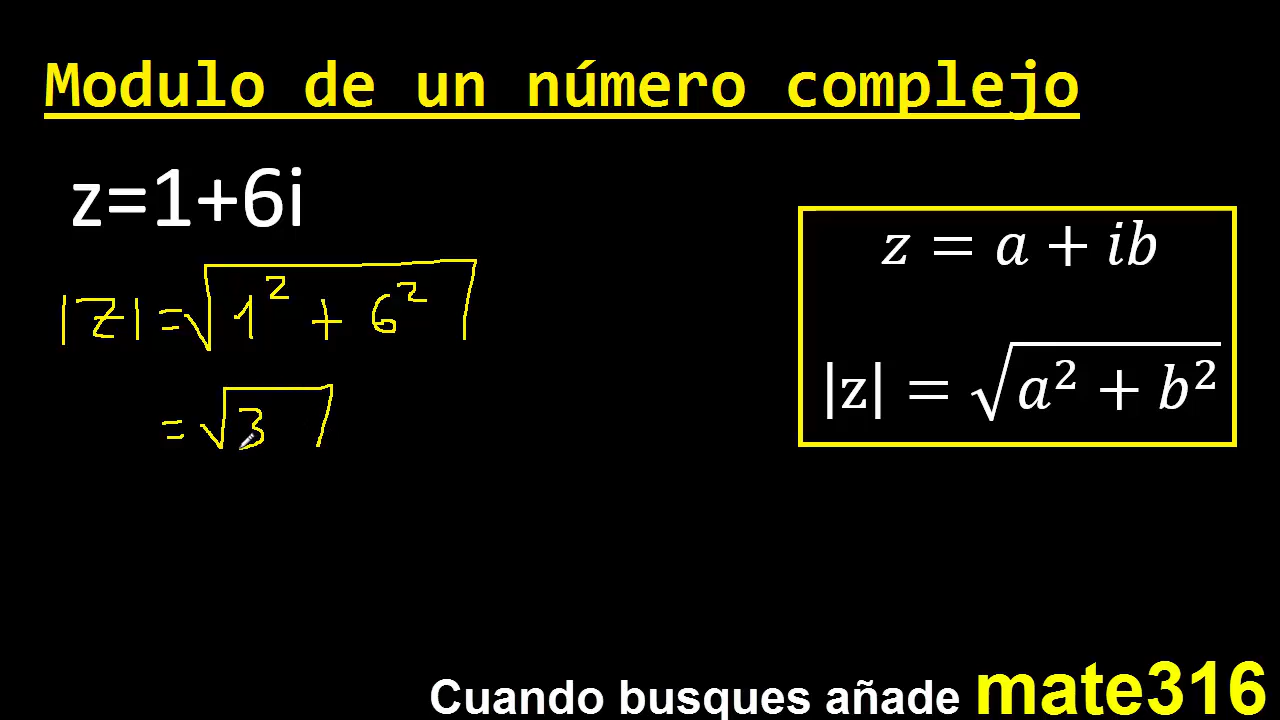 Modulo de un número complejo
z=1+6i
|Z| = √1² + 6²
= √3
z = a + ib
|z| = √a² + b²
Cuando busques añade mate316